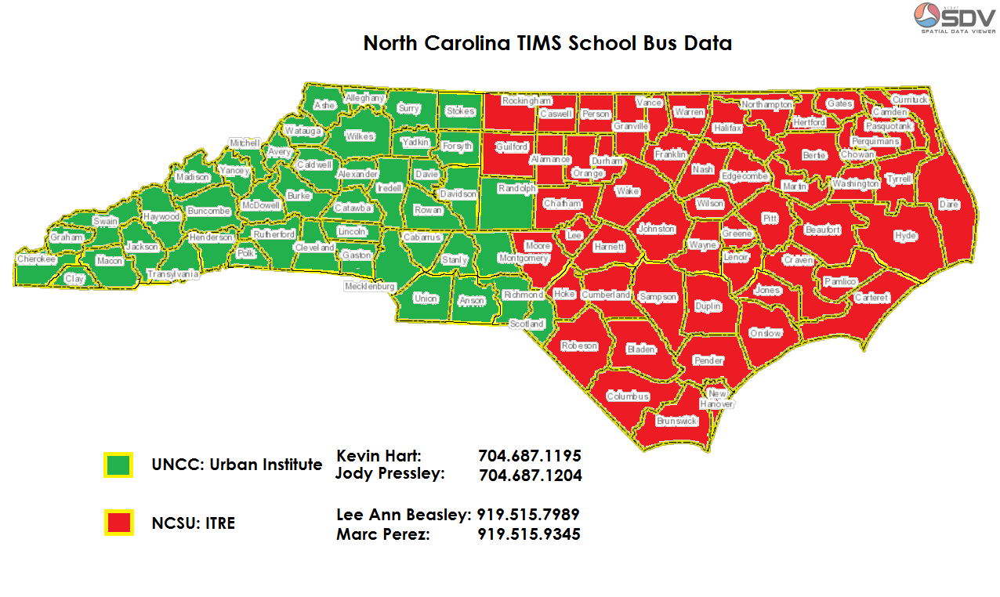 NCDOT
SDV
SPATIAL DATA VIEWER
North Carolina TIMS School Bus Data
Ashe
Alleghany
Surry
Stokes
Rockingham
Caswell
Person
Vance
Granville
Warren
Northampton
Halifax
Gates
Hertford
Currituck
Camden
Pasquotank
Perquimans
Chowan
Watauga
Wilkes
Yadkin
Forsyth
Guilford
Alamance
Orange
Durham
Franklin
Nash
Edgecombe
Bertie
Martin
Washington
Tyrrell
Dare
Mitchell
Avery
Caldwell
Alexander
Iredell
Davie
Davidson
Randolph
Chatham
Wake
Wilson
Pitt
Beaufort
Hyde
Madison
Yancey
Burke
McDowell
Catawba
Rowan
Swain
Haywood
Buncombe
Graham
Jackson
Henderson
Rutherford
Cleveland
Lincoln
Gaston
Cabarrus
Stanly
Montgomery
Moore
Lee
Harnett
Johnston
Wayne
Greene
Lenoir
Craven
Pamlico
Carteret
Cherokee
Clay
Macon
Transylvania
Polk
Mecklenburg
Union
Anson
Richmond
Scotland
Hoke
Cumberland
Sampson
Duplin
Jones
Onslow
Robeson
Bladen
Pender
Columbus
New
Hanover
Brunswick
UNCC: Urban Institute
Kevin Hart: 704.687.1195
Jody Pressley: 704.687.1204
NCSU: ITRE
Lee Ann Beasley: 919.515.7989
Marc Perez: 919.515.9345